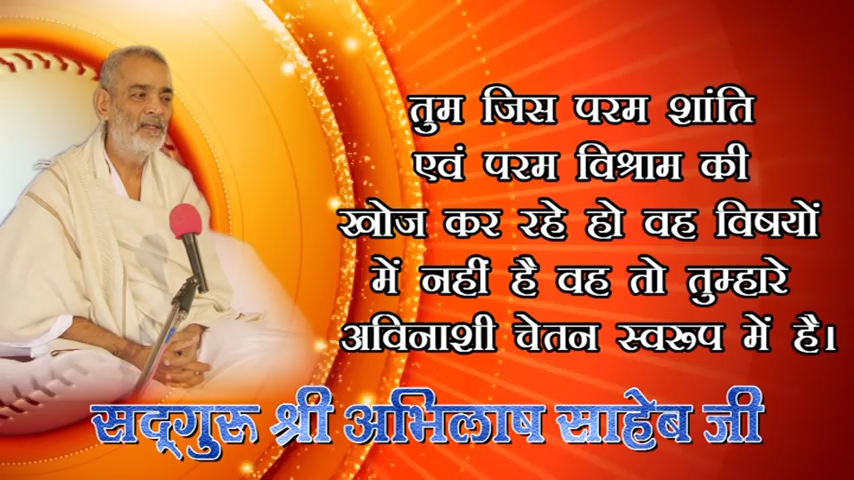 तुम जिस परम शांति
एवं परम विश्राम की
खोज कर रहे हो वह विषयों
में नहीं है वह तो तुम्हारे
अविनाशी चेतन स्वरूप में है।
सद्गुरू श्री अभिलाष साहेब जी